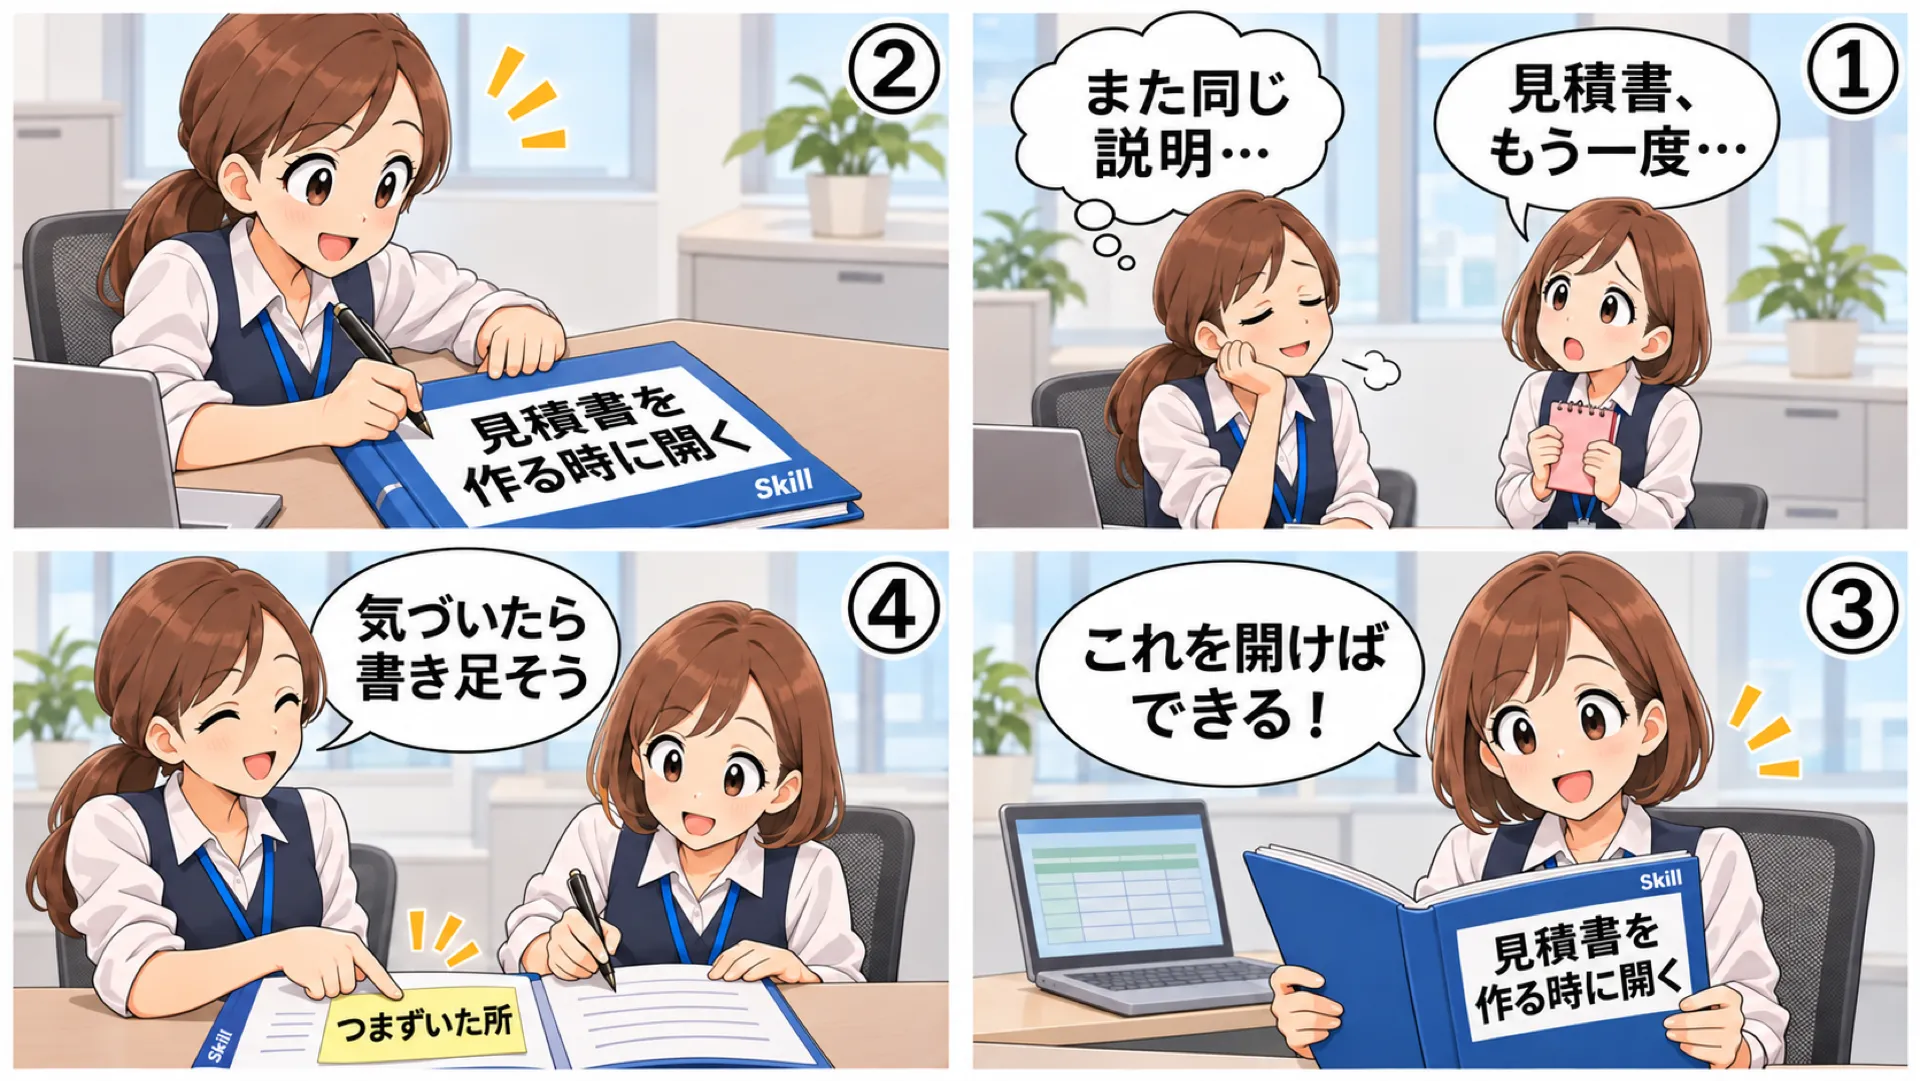 ①
見積書、
もう一度…
また同じ
説明…
②
見積書を
作る時に開く
Skill
③
これを開けば
できる！
Skill
見積書を
作る時に開く
④
気づいたら
書き足そう
つまずいた所
Skill